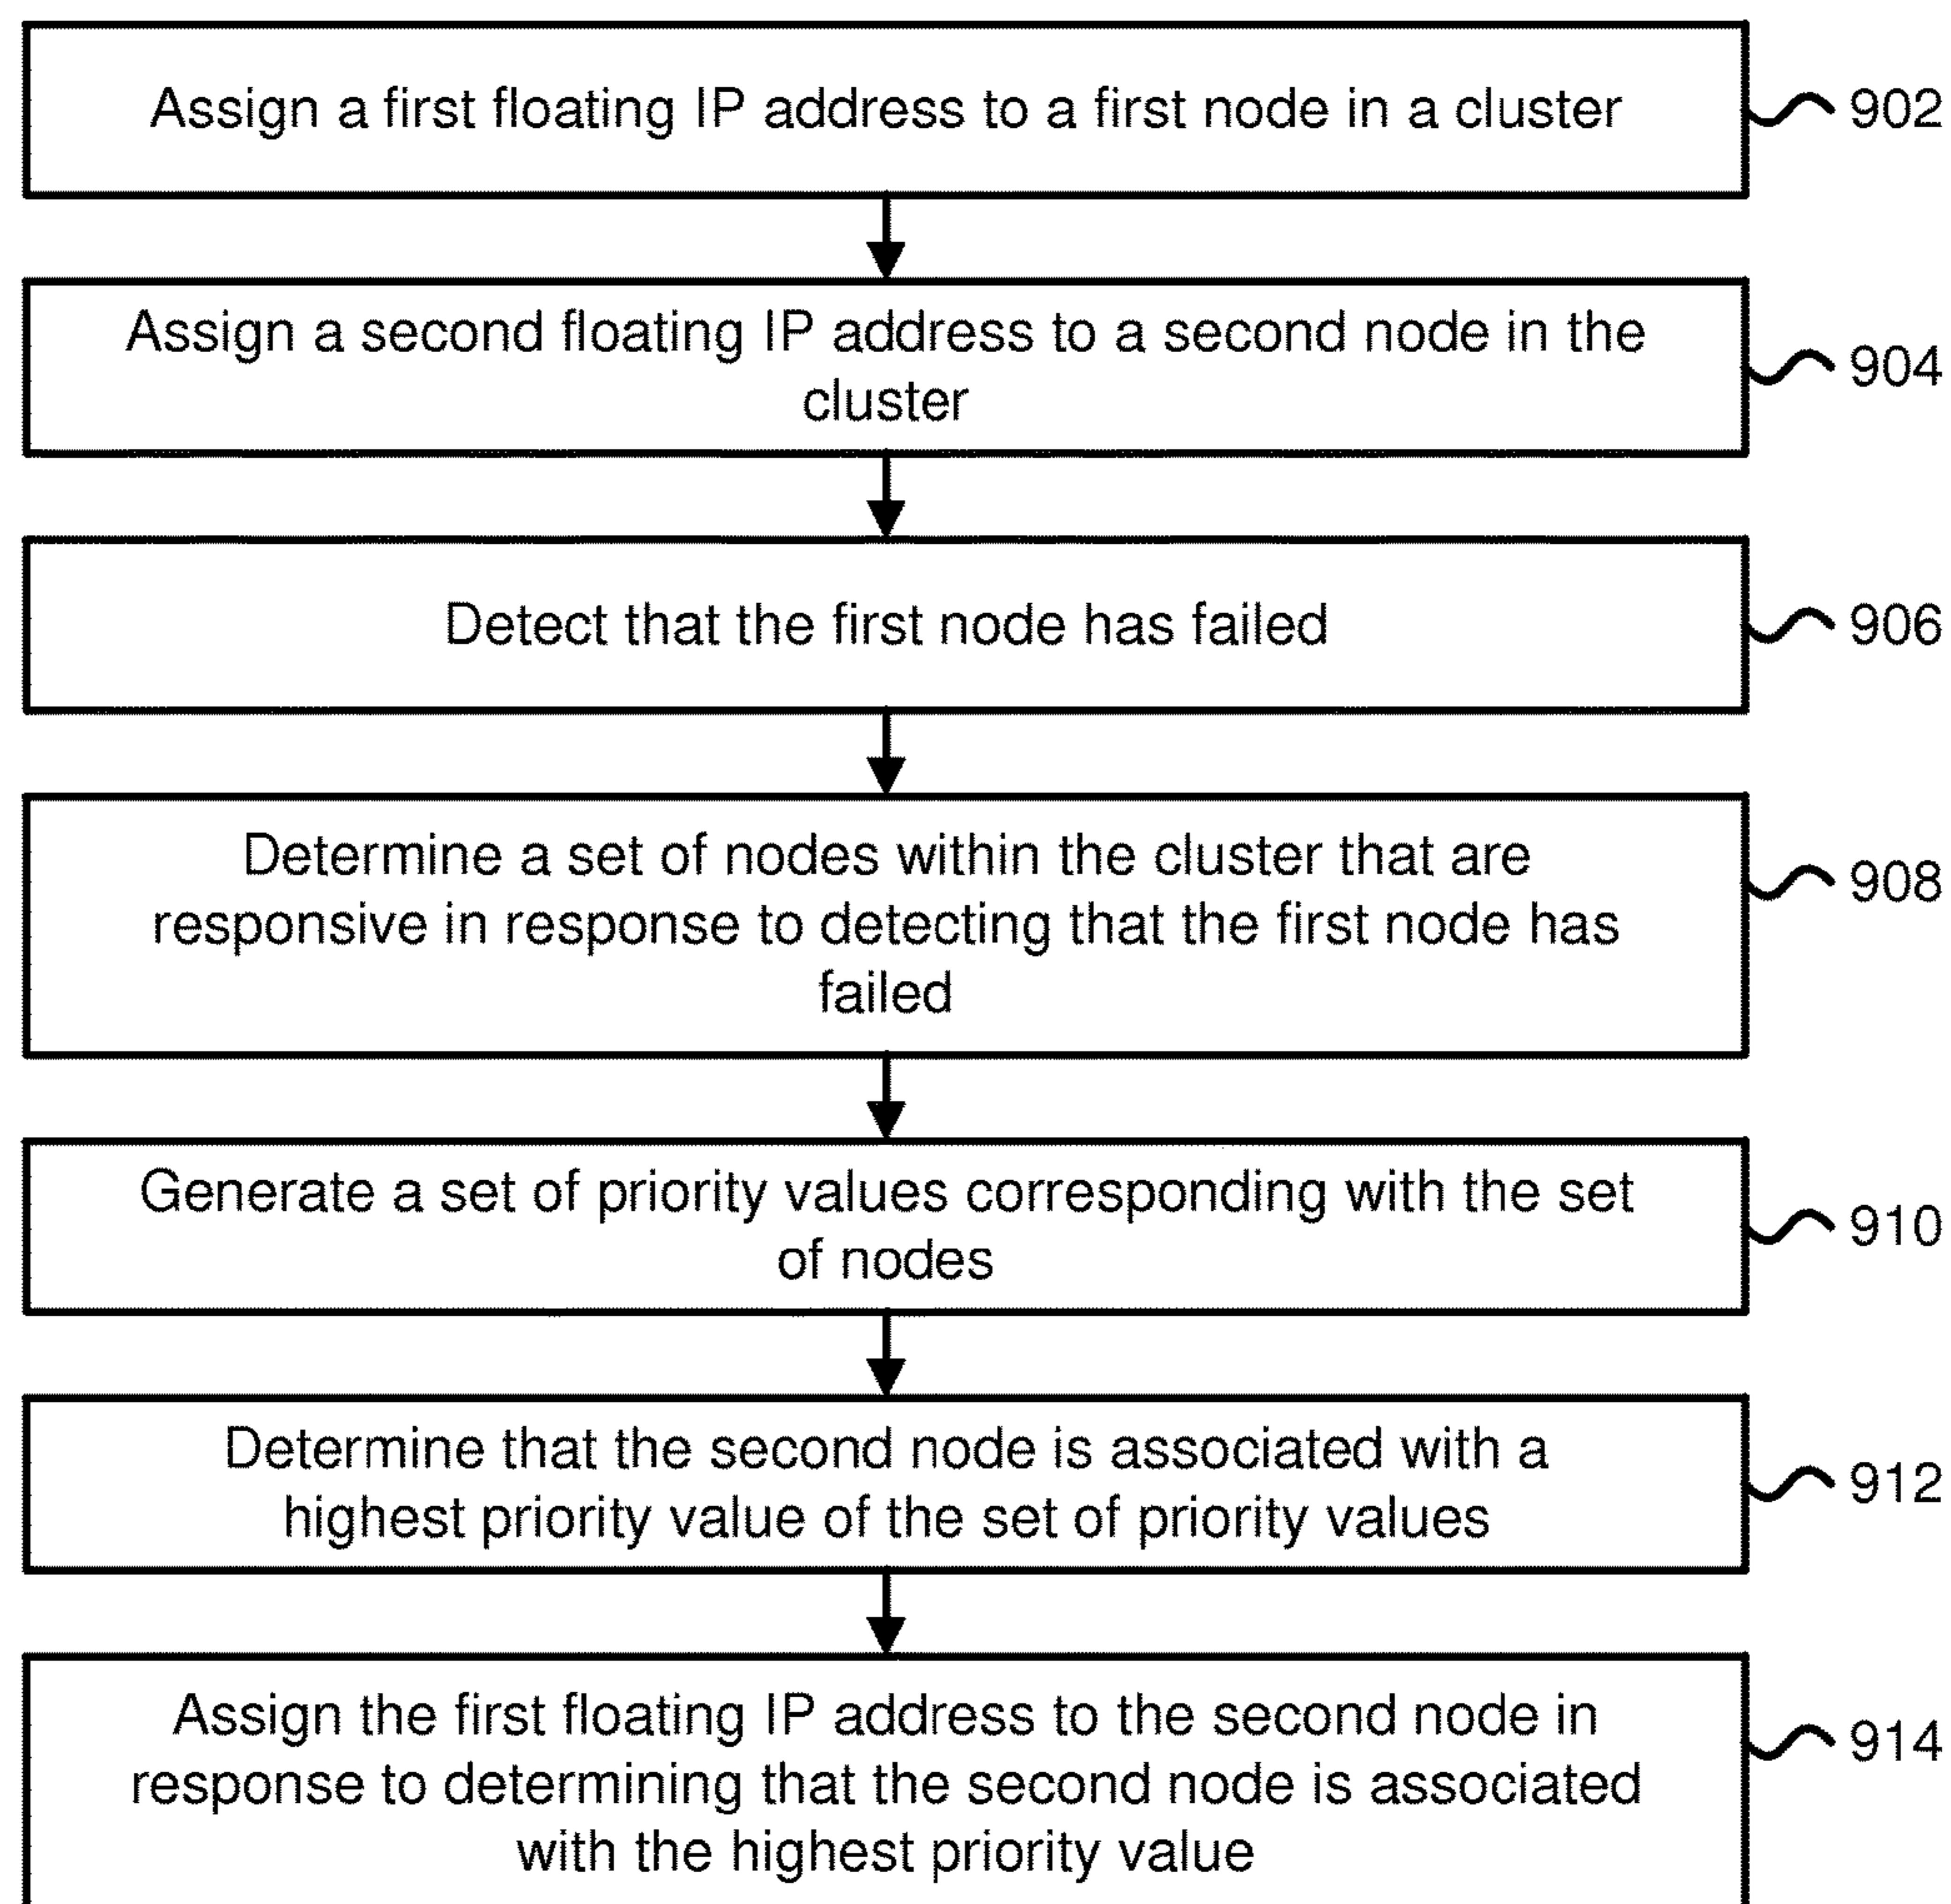 Assign a first floating IP address to a first node in a cluster
902
Assign a second floating IP address to a second node in the
cluster
904
Detect that the first node has failed
906
Determine a set of nodes within the cluster that are
responsive in response to detecting that the first node has
failed
908
Generate a set of priority values corresponding with the set
of nodes
910
Determine that the second node is associated with a
highest priority value of the set of priority values
912
Assign the first floating IP address to the second node in
response to determining that the second node is associated
with the highest priority value
914